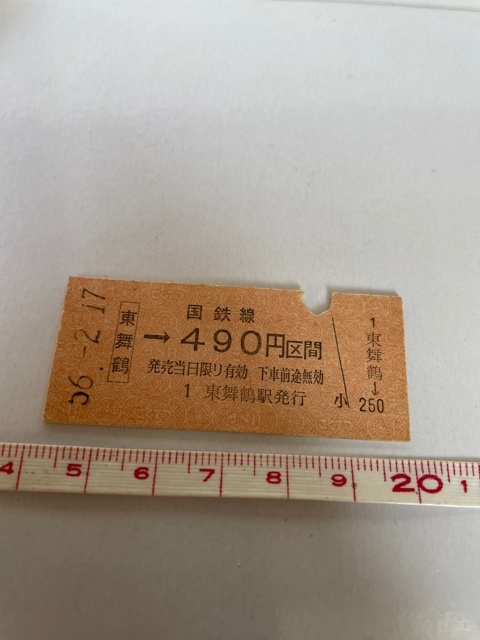 56.-2.17
東舞鶴
国鉄線
→490円区間
発売当日限り有効 下車前途無効
1 東舞鶴駅発行
小
1
東舞鶴
↓
250
4 5 6 7 8 9 20 1